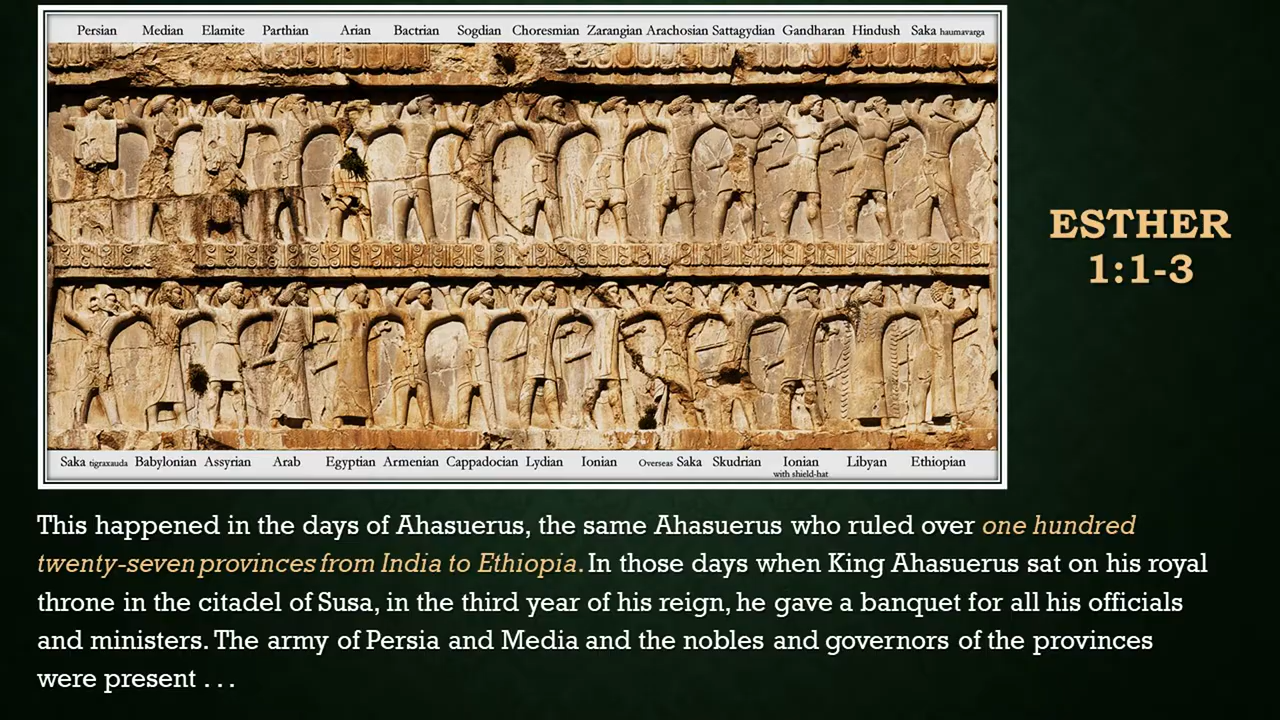 Persian Median Elamite Parthian Arian Bactrian Sogdian Choresmian Zarangian Arachosian Sattagydian Gandharan Hindush Saka haumavarga
Saka tigraxauda Babylonian Assyrian Arab Egyptian Armenian Cappadocian Lydian Ionian Overseas Saka Skudrian Ionian Libyan Ethiopian
with shield-hat
ESTHER
1:1-3
This happened in the days of Ahasuerus, the same Ahasuerus who ruled over one hundred
twenty-seven provinces from India to Ethiopia. In those days when King Ahasuerus sat on his royal
throne in the citadel of Susa, in the third year of his reign, he gave a banquet for all his officials
and ministers. The army of Persia and Media and the nobles and governors of the provinces
were present . . .